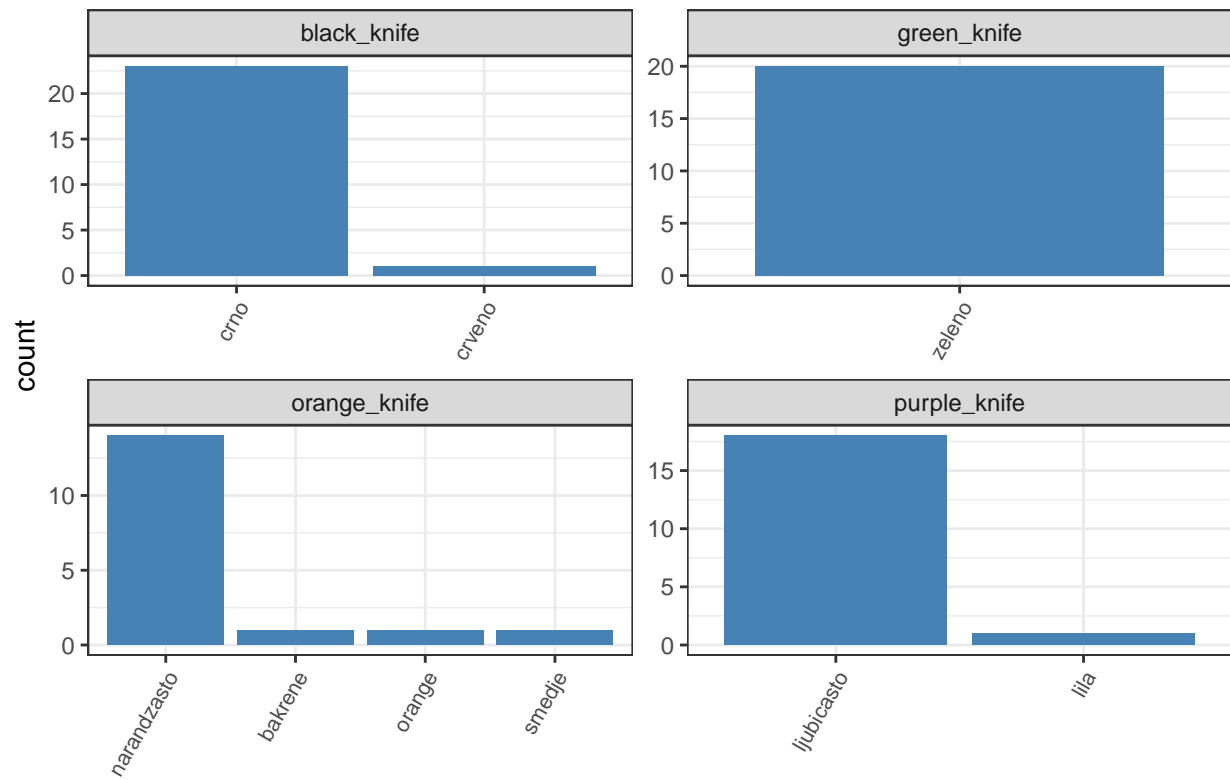 black_knife
green_knife
20
15
10
5
0
crno
crveno
20
15
10
5
0
zeleno
count
orange_knife
purple_knife
10
5
0
narandzasto
bakrene
orange
smedje
15
10
5
0
ljubicasto
lila